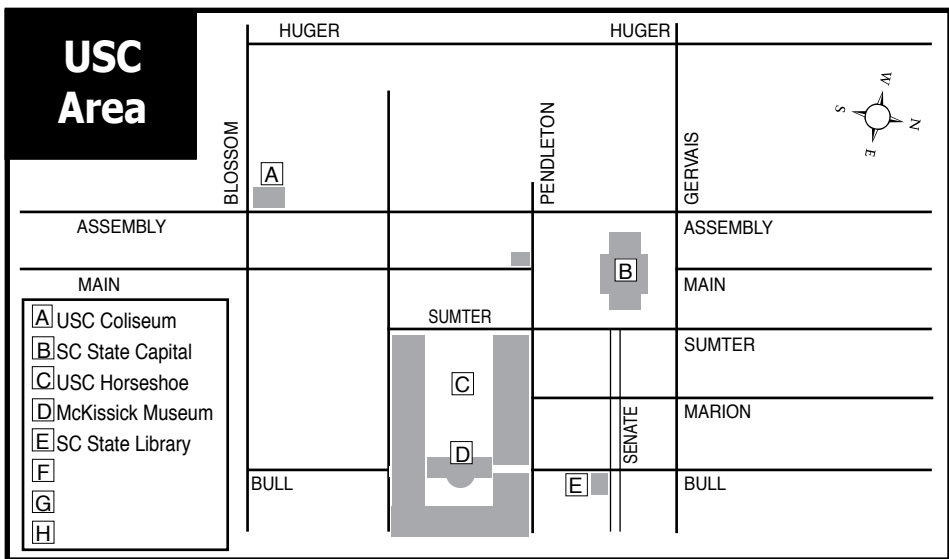 USC
Area
HUGER
HUGER
W
S
N
E
BLOSSOM
PENDLETON
GERVAIS
A
ASSEMBLY
ASSEMBLY
B
MAIN
MAIN
SUMTER
SUMTER
C
MARION
SENATE
D
BULL
E
BULL
A USC Coliseum
B SC State Capital
C USC Horseshoe
D McKissick Museum
E SC State Library
F
G
H